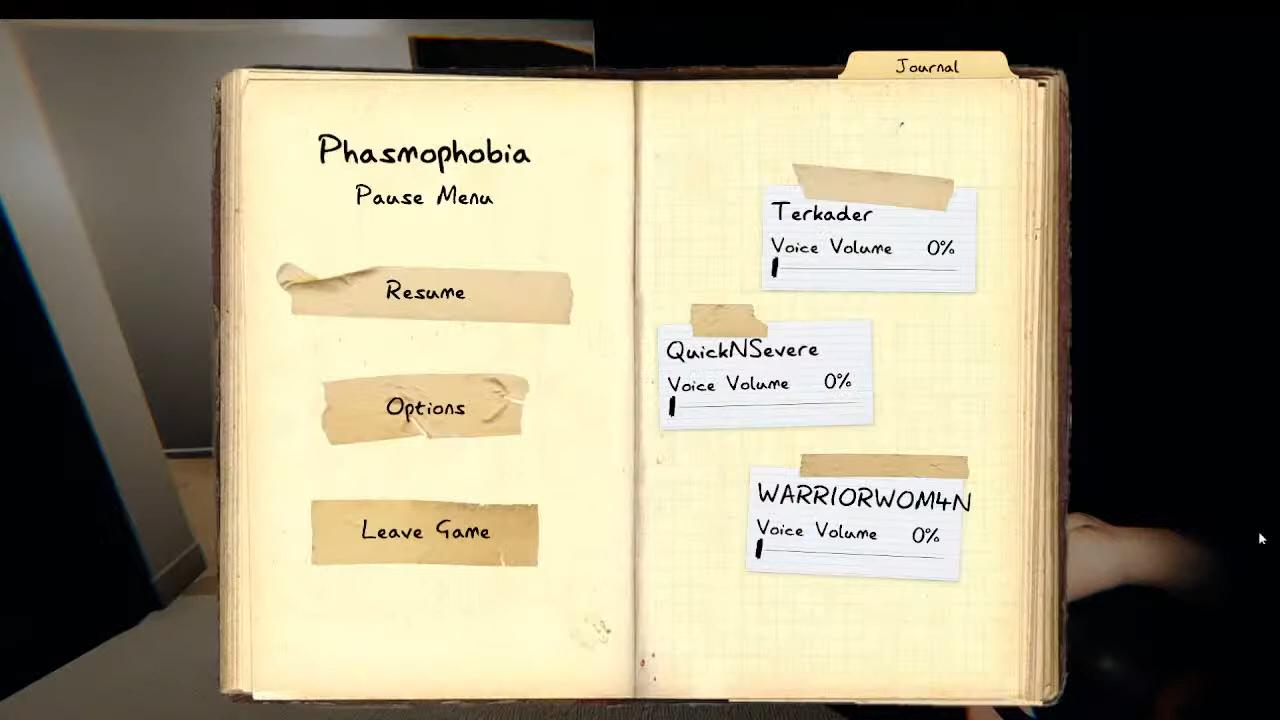 Journal
Phasmophobia
Pause Menu
Resume
Options
Leave Game
Terkader
Voice Volume 0%
QuickNSevere
Voice Volume 0%
WARRIORWOM4N
Voice Volume 0%